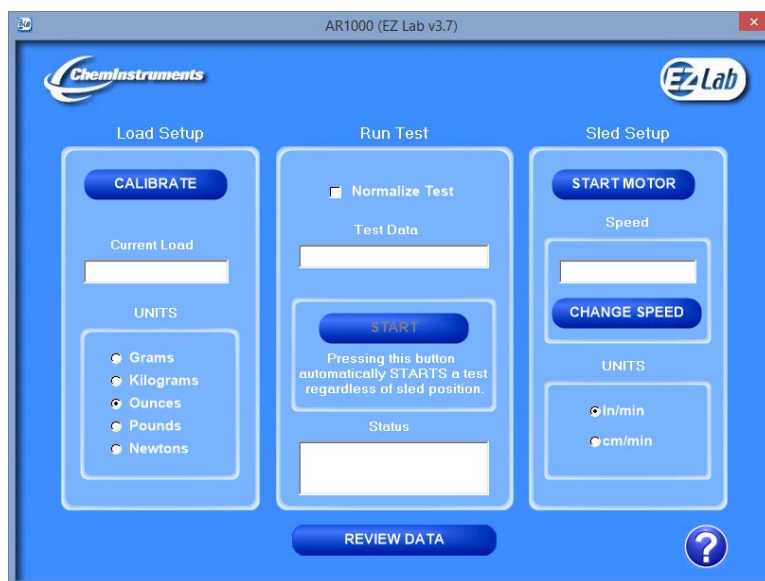 AR1000 (EZ Lab v3.7)
ChemInstruments
EZ Lab
Load Setup
CALIBRATE
Current Load
UNITS
Grams
Kilograms
Ounces
Pounds
Newtons
Run Test
Normalize Test
Test Data
START
Pressing this button
automatically STARTS a test
regardless of sled position.
Status
REVIEW DATA
Sled Setup
START MOTOR
Speed
CHANGE SPEED
UNITS
In/min
cm/min
?